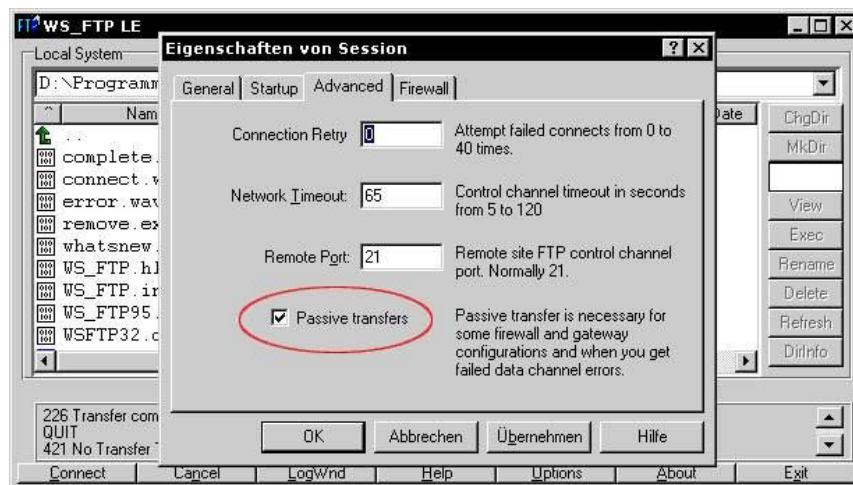 WS_FTP LE
Eigenschaften von Session
Local System
D:\Programm
General
Startup
Advanced
Firewall
Nam
Date
ChgDir
MkDir
View
Exec
Rename
Delete
Refresh
DirInfo
..
complete.
connect.w
error.wav
remove.ex
whatsnew.
WS_FTP.hl
WS_FTP.in
WS_FTP95.
WSFTP32.d
Connection Retry
0
Attempt failed connects from 0 to
40 times.
Network Timeout:
65
Control channel timeout in seconds
from 5 to 120
Remote Port:
21
Remote site FTP control channel
port. Normally 21.
Passive transfers
Passive transfer is necessary for
some firewall and gateway
configurations and when you get
failed data channel errors.
OK
Abbrechen
Übernehmen
Hilfe
226 Transfer com
QUIT
421 No Transfer
Connect
Cancel
LogWnd
Help
Options
About
Exit